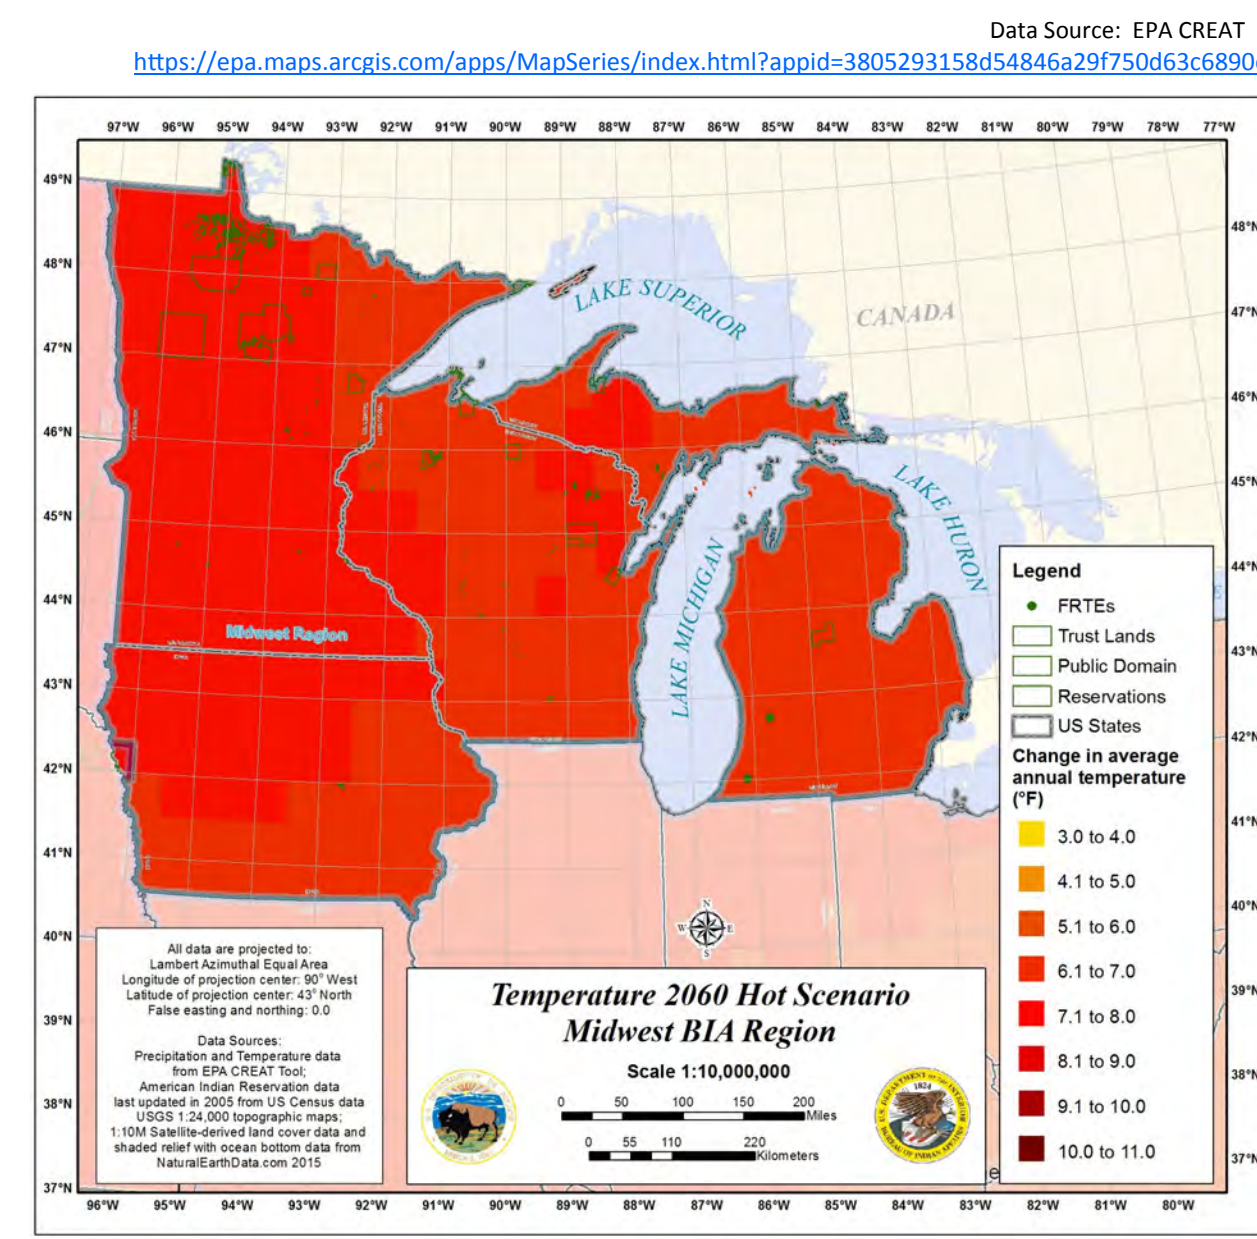 Data Source: EPA CREAT
https://epa.maps.arcgis.com/apps/MapSeries/index.html?appid=3805293158d54846a29f750d63c6890
97°W 96°W 95°W 94°W 93°W 92°W 91°W 90°W 89°W 88°W 87°W 86°W 85°W 84°W 83°W 82°W 81°W 80°W 79°W 78°W 77°W
49°N
48°N
48°N
LAKE SUPERIOR
CANADA
47°N
47°N
46°N
46°N
45°N
LAKE HURON
45°N
LAKE MICHIGAN
44°N
44°N
Midwest Region
43°N
43°N
42°N
42°N
41°N
41°N
40°N
40°N
39°N
39°N
38°N
38°N
37°N
37°N
Legend
FRTEs
Trust Lands
Public Domain
Reservations
US States
Change in average
annual temperature
(°F)
3.0 to 4.0
4.1 to 5.0
5.1 to 6.0
6.1 to 7.0
7.1 to 8.0
8.1 to 9.0
9.1 to 10.0
10.0 to 11.0
All data are projected to:
Lambert Azimuthal Equal Area
Longitude of projection center: 90° West
Latitude of projection center: 43° North
False easting and northing: 0.0
Data Sources:
Precipitation and Temperature data
from EPA CREAT Tool;
American Indian Reservation data
last updated in 2005 from US Census data
USGS 1:24,000 topographic maps;
1:10M Satellite-derived land cover data and
shaded relief with ocean bottom data from
NaturalEarthData.com 2015
N
W E
S
Temperature 2060 Hot Scenario
Midwest BIA Region
Scale 1:10,000,000
0 50 100 150 200
Miles
0 55 110 220
Kilometers
U.S. DEPARTMENT OF THE INTERIOR
1824
BUREAU OF INDIAN AFFAIRS
96°W 95°W 94°W 93°W 92°W 91°W 90°W 89°W 88°W 87°W 86°W 85°W 84°W 83°W 82°W 81°W 80°W